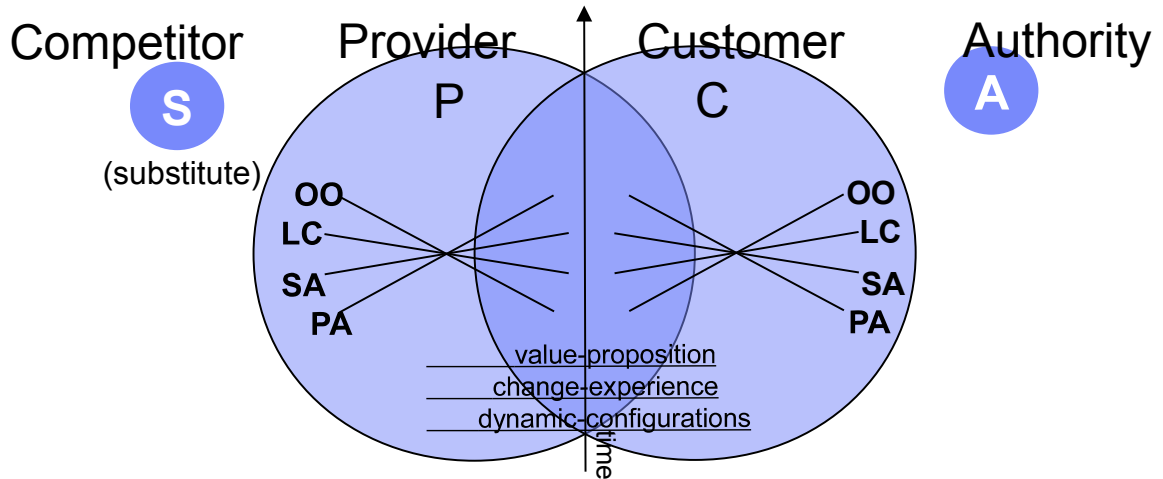 Competitor
Provider
Customer
Authority
S
P
C
A
(substitute)
OO
LC
SA
PA
OO
LC
SA
PA
value-proposition
change-experience
dynamic-configurations
time